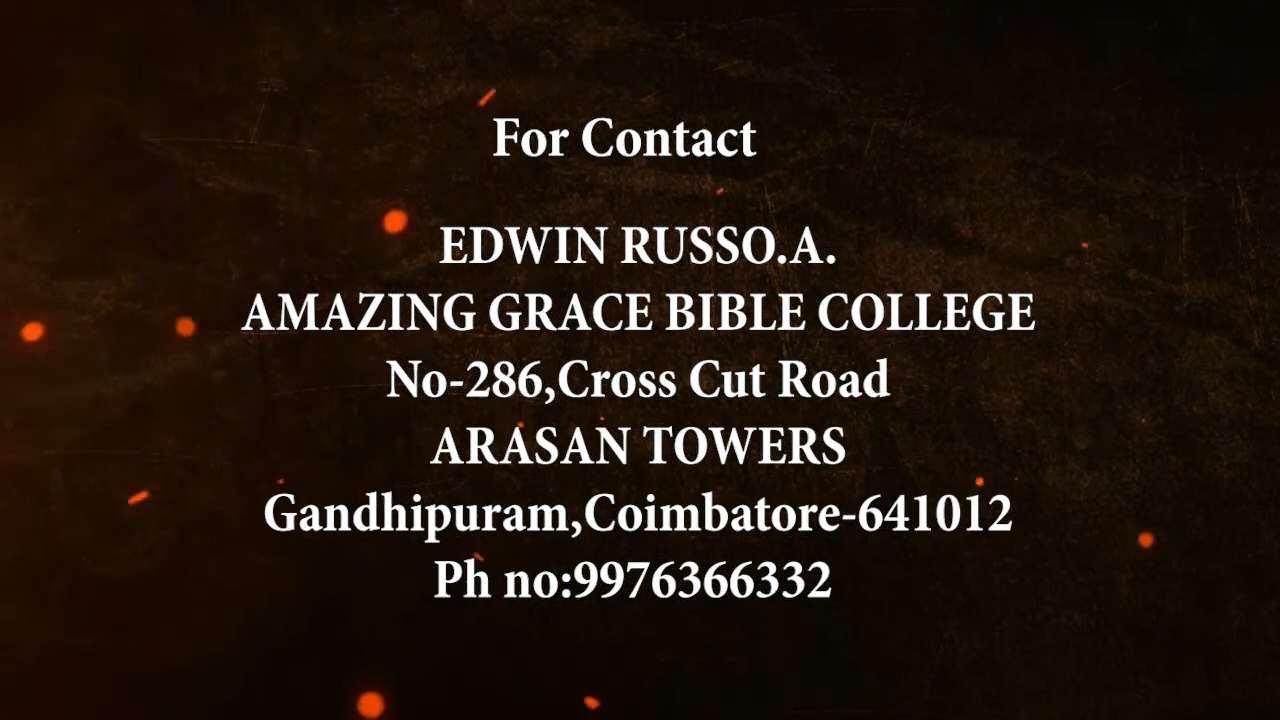 For Contact
EDWIN RUSSO.A.
AMAZING GRACE BIBLE COLLEGE
No-286,Cross Cut Road
ARASAN TOWERS
Gandhipuram,Coimbatore-641012
Ph no:9976366332